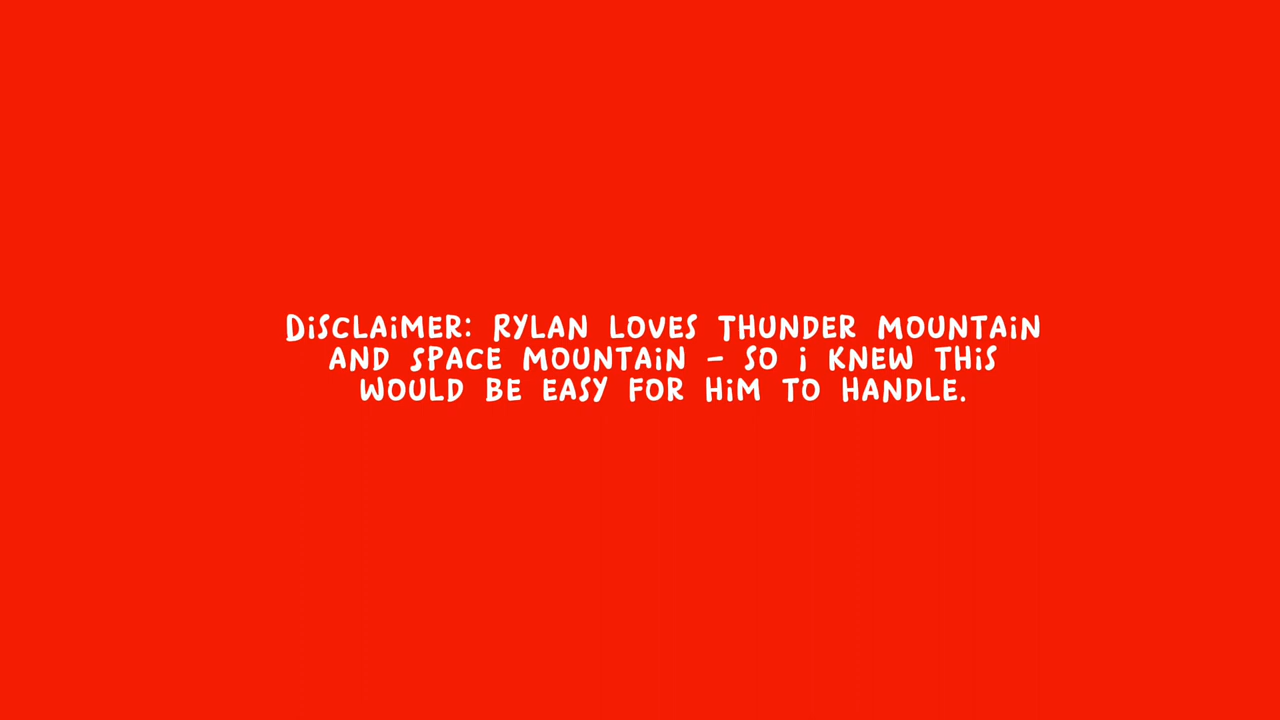 DiSCLAiMER: RYLAN LOVES THUNDER MOUNTAiN
AND SPACE MOUNTAiN - SO i KNEW THiS
WOULD BE EASY FOR HiM TO HANDLE.